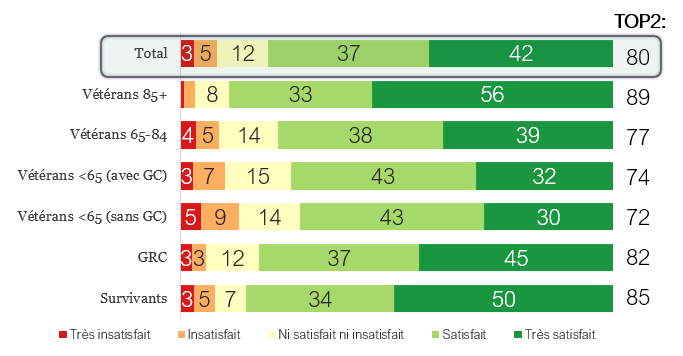 TOP2:
Total 3 5 12 37 42 80
Vétérans 85+ 8 33 56 89
Vétérans 65-84 4 5 14 38 39 77
Vétérans <65 (avec GC) 3 7 15 43 32 74
Vétérans <65 (sans GC) 5 9 14 43 30 72
GRC 3 3 12 37 45 82
Survivants 3 5 7 34 50 85
Très insatisfait Insatisfait Ni satisfait ni insatisfait Satisfait Très satisfait